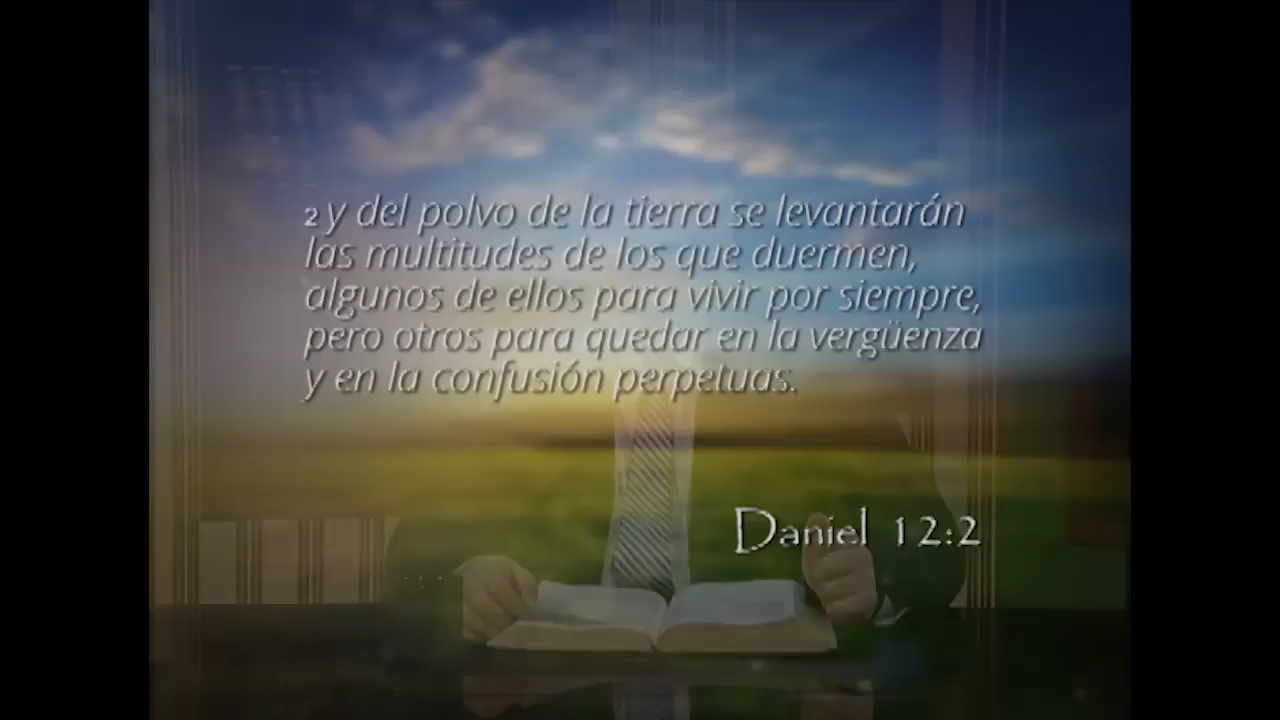 2 y del polvo de la tierra se levantarán
las multitudes de los que duermen,
algunos de ellos para vivir por siempre,
pero otros para quedar en la vergüenza
y en la confusión perpetuas.
Daniel 12:2